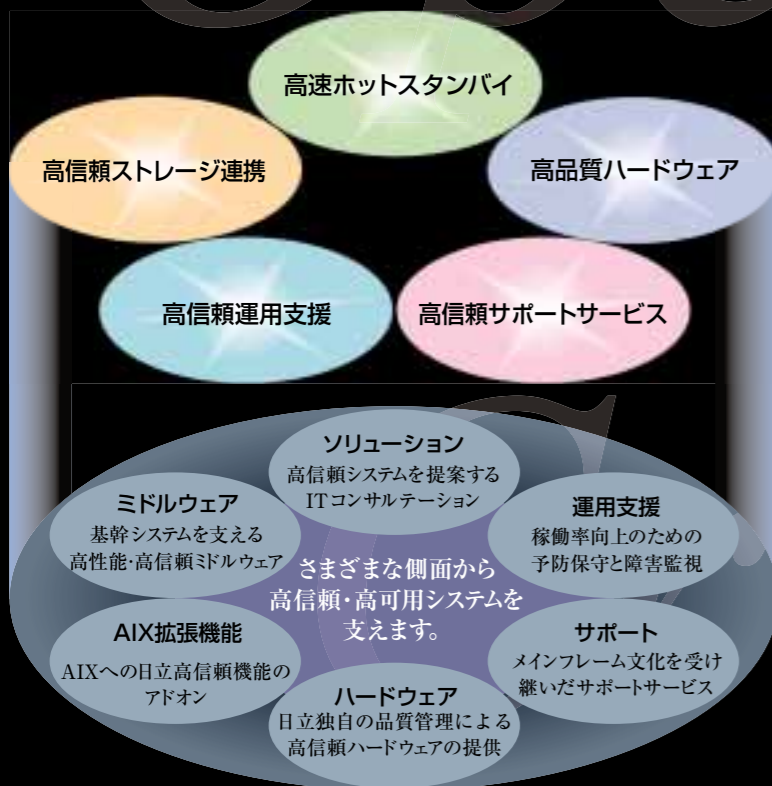 高速ホットスタンバイ
高信頼ストレージ連携
高品質ハードウェア
高信頼運用支援
高信頼サポートサービス
ソリューション
高信頼システムを提案する
ITコンサルテーション
ミドルウェア
基幹システムを支える
高性能・高信頼ミドルウェア
運用支援
稼働率向上のための
予防保守と障害監視
さまざまな側面から
高信頼・高可用システムを
支えます。
AIX拡張機能
AIXへの日立高信頼機能の
アドオン
サポート
メインフレーム文化を受け
継いだサポートサービス
ハードウェア
日立独自の品質管理による
高信頼ハードウェアの提供